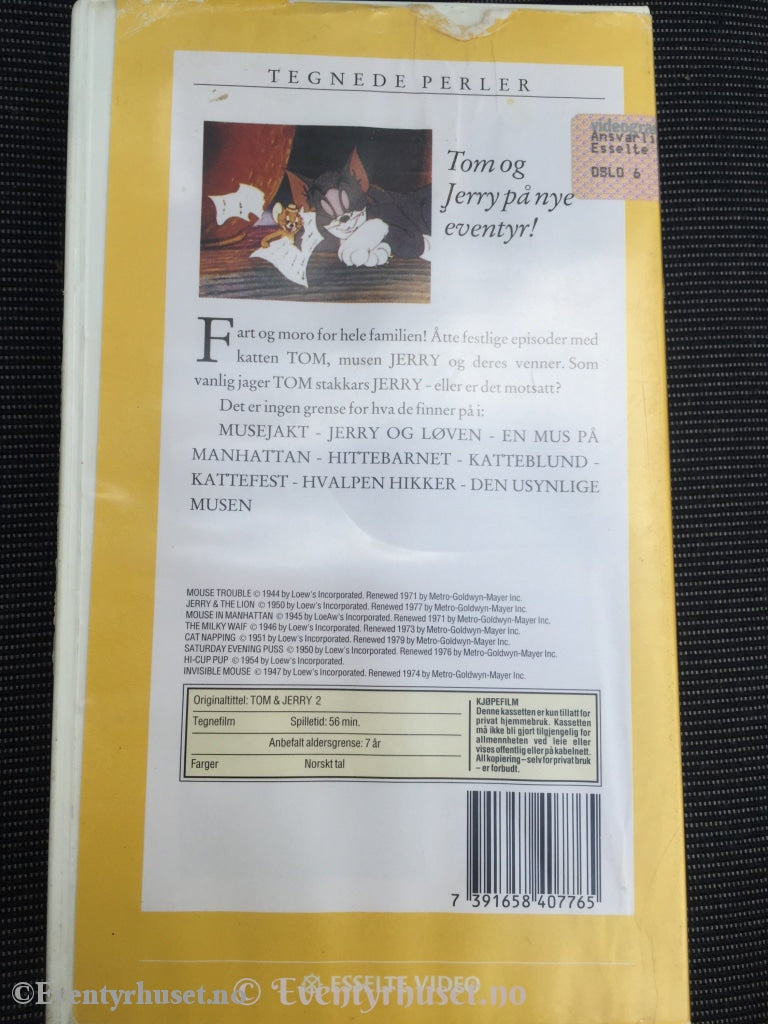 TEGNEDE PERLER
videogra
Ansvarli
Esselte
OSLO 6
Tom og
Jerry på nye
eventyr!
Fart og moro for hele familien! Åtte festlige episoder med
katten TOM, musen JERRY og deres venner. Som
vanlig jager TOM stakkars JERRY - eller er det motsatt?
Det er ingen grense for hva de finner på i:
MUSEJAKT - JERRY OG LØVEN - EN MUS PÅ
MANHATTAN - HITTEBARNET - KATTEBLUND -
KATTEFEST - HVALPEN HIKKER - DEN USYNLIGE
MUSEN
MOUSE TROUBLE © 1944 by Loew's Incorporated. Renewed 1971 by Metro-Goldwyn-Mayer Inc.
JERRY & THE LION © 1950 by Loew's Incorporated. Renewed 1977 by Metro-Goldwyn-Mayer Inc.
MOUSE IN MANHATTAN © 1945 by LoeAw's Incorporated. Renewed 1971 by Metro-Goldwyn-Mayer Inc.
THE MILKY WAIF © 1946 by Loew's Incorporated. Renewed 1973 by Metro-Goldwyn-Mayer Inc.
CAT NAPPING © 1951 by Loew's Incorporated. Renewed 1979 by Metro-Goldwyn-Mayer Inc.
SATURDAY EVENING PUSS © 1950 by Loew's Incorporated. Renewed 1976 by Metro-Goldwyn-Mayer Inc.
HI-CUP PUP © 1954 by Loew's Incorporated.
INVISIBLE MOUSE © 1947 by Loew's Incorporated. Renewed 1974 by Metro-Goldwyn-Mayer Inc.
Originaltittel: TOM & JERRY 2
Tegnefilm Spilletid: 56 min.
Anbefalt aldersgrense: 7 år
Farger Norskt tal
KJØPEFILM
Denne kassetten er kun tillatt for
privat hjemmebruk. Kassetten
må ikke bli gjort tilgjengelig for
allmennheten ved leie eller
vises offentlig eller på kabelnett.
All kopiering – selv for privat bruk
– er forbudt.
7 391658 407765
ESSELTE VIDEO
©Eventyrhuset.no © Eventyrhuset.no